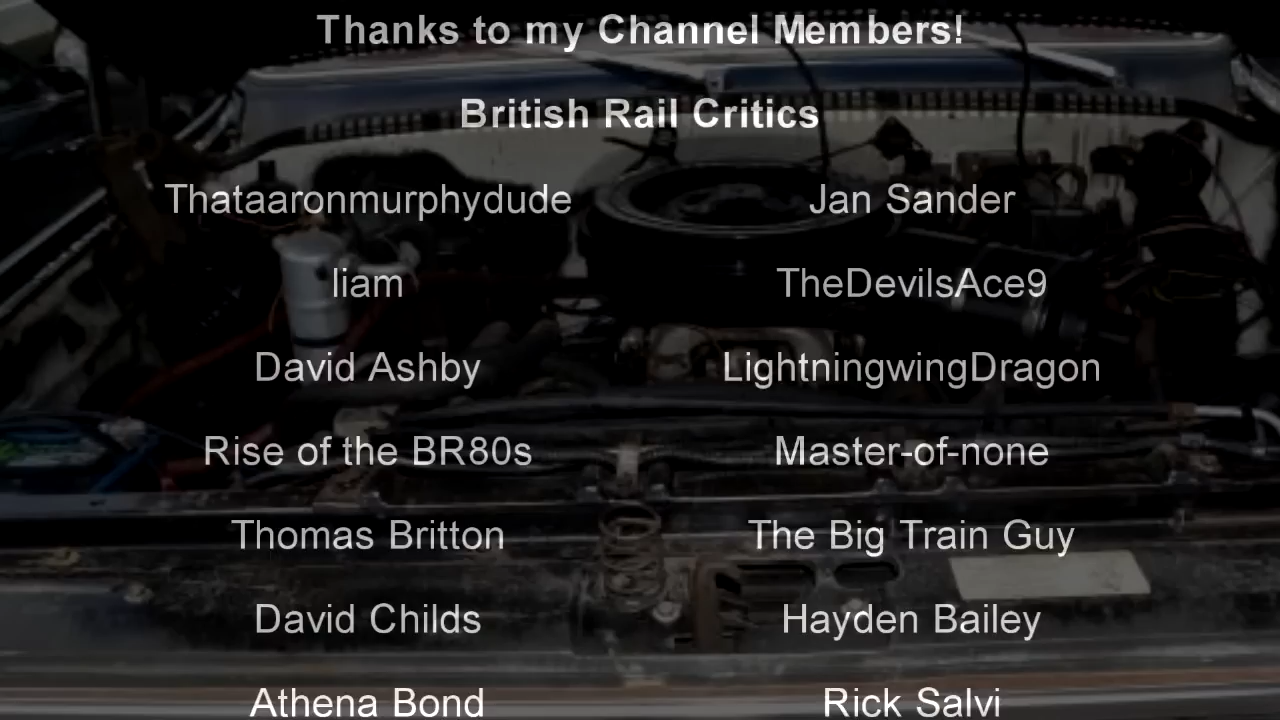 Thanks to my Channel Members!
British Rail Critics
Thataaronmurphydude Jan Sander
liam TheDevilsAce9
David Ashby LightningwingDragon
Rise of the BR80s Master-of-none
Thomas Britton The Big Train Guy
David Childs Hayden Bailey
Athena Bond Rick Salvi